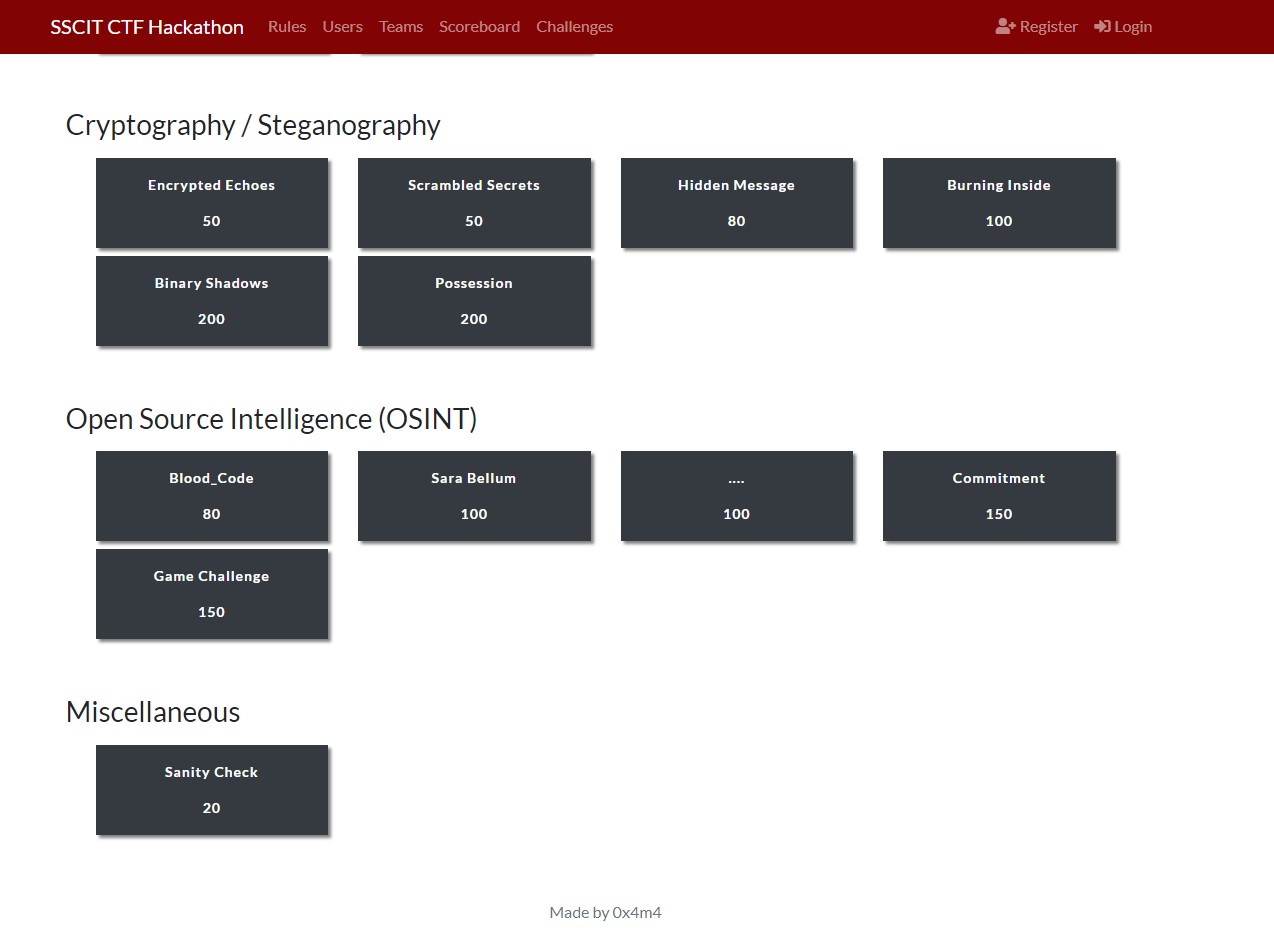 SSCIT CTF Hackathon Rules Users Teams Scoreboard Challenges Register Login
Cryptography / Steganography
Encrypted Echoes Scrambled Secrets Hidden Message Burning Inside
50 50 80 100
Binary Shadows Possession
200 200
Open Source Intelligence (OSINT)
Blood_Code Sara Bellum .... Commitment
80 100 100 150
Game Challenge
150
Miscellaneous
Sanity Check
20
Made by 0x4m4